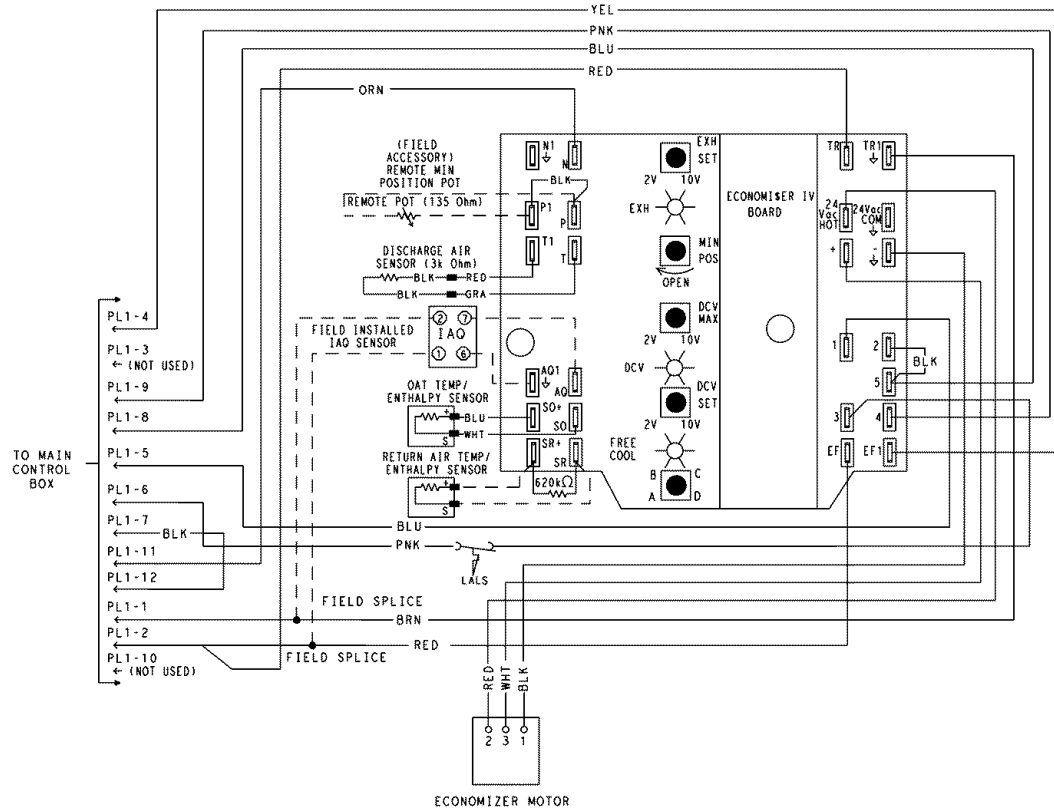 YEL
PNK
BLU
RED
ORN
(FIELD
ACCESSORY)
REMOTE MIN
POSITION POT
REMOTE POT (135 Ohm)
DISCHARGE AIR
SENSOR (3k Ohm)
BLK
RED
BLK
GRA
FIELD INSTALLED
IAQ SENSOR
2
7
IAQ
1
6
OAT TEMP/
ENTHALPY SENSOR
+
BLU
S
WHT
RETURN AIR TEMP/
ENTHALPY SENSOR
+
S
N1
N
BLK
P1
P
T1
T
AQ1
AQ
SO+
SO
SR+
SR
620kΩ
EXH
SET
2V 10V
EXH
MIN
POS
OPEN
DCV
MAX
2V 10V
DCV
DCV
SET
2V 10V
FREE
COOL
B C
A D
ECONOMI$ER IV
BOARD
TR
TR1
24
Vac
HOT
24Vac
COM
+
-
1
2
BLK
5
3
4
EF
EF1
TO MAIN
CONTROL
BOX
PL1-4
PL1-3
(NOT USED)
PL1-9
PL1-8
PL1-5
PL1-6
PL1-7
BLK
PL1-11
PL1-12
PL1-1
PL1-2
PL1-10
(NOT USED)
BLU
PNK
LALS
FIELD SPLICE
BRN
RED
FIELD SPLICE
RED
WHT
BLK
2 3 1
ECONOMIZER MOTOR